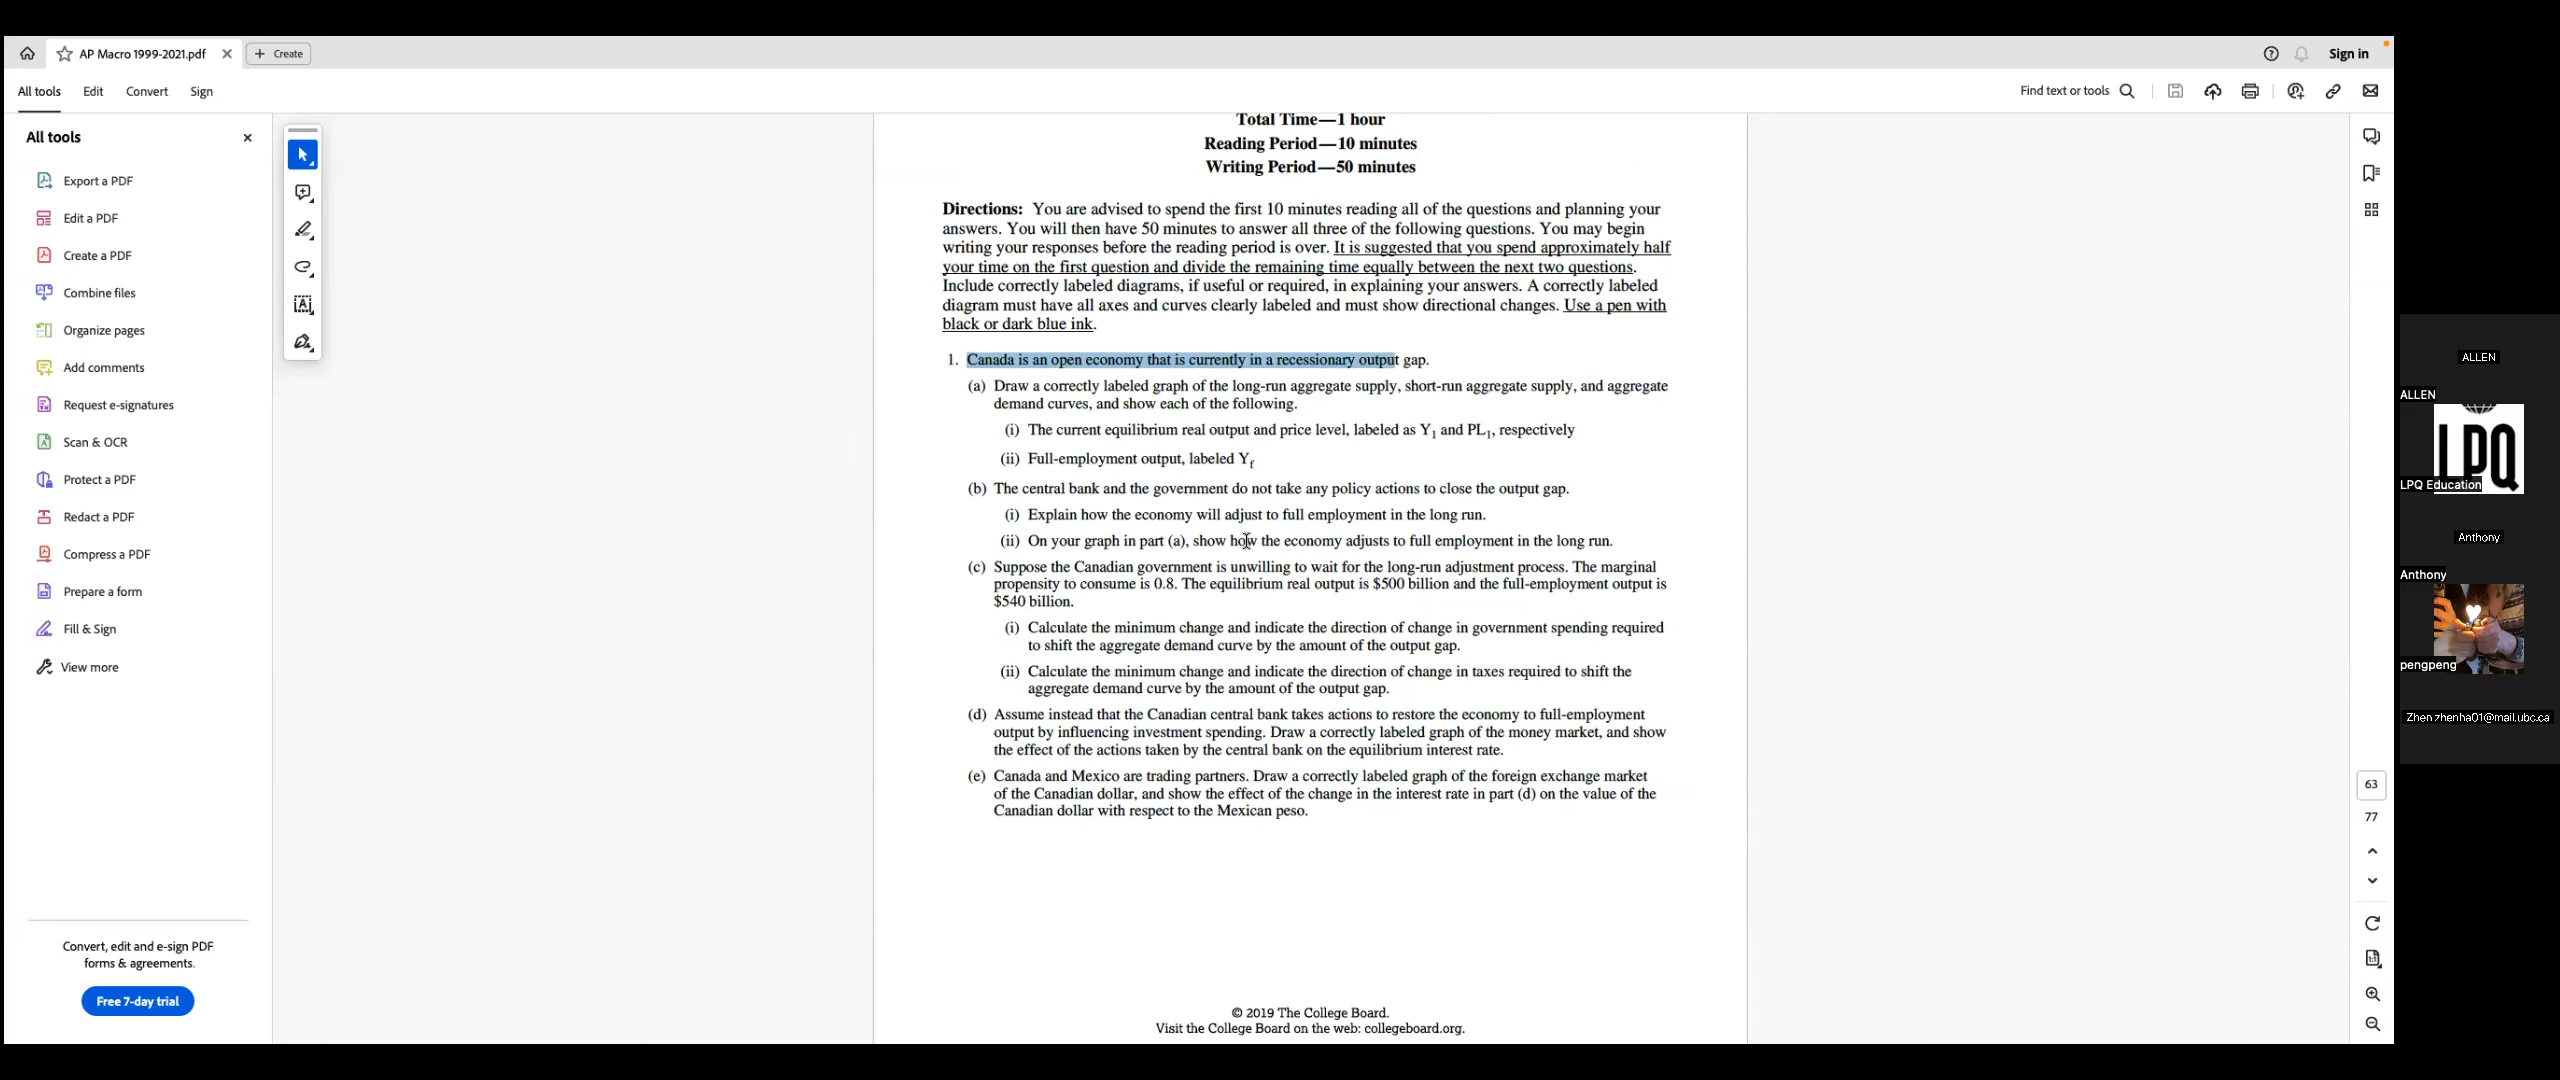 AP Macro 1999-2021.pdf
Create
Sign in
All tools
Edit
Convert
Sign
Find text or tools
All tools
Export a PDF
Edit a PDF
Create a PDF
Combine files
Organize pages
Add comments
Request e-signatures
Scan & OCR
Protect a PDF
Redact a PDF
Compress a PDF
Prepare a form
Fill & Sign
View more
Convert, edit and e-sign PDF
forms & agreements.
Free 7-day trial
Total Time—1 hour
Reading Period—10 minutes
Writing Period—50 minutes
Directions: You are advised to spend the first 10 minutes reading all of the questions and planning your
answers. You will then have 50 minutes to answer all three of the following questions. You may begin
writing your responses before the reading period is over. It is suggested that you spend approximately half
your time on the first question and divide the remaining time equally between the next two questions.
Include correctly labeled diagrams, if useful or required, in explaining your answers. A correctly labeled
diagram must have all axes and curves clearly labeled and must show directional changes. Use a pen with
black or dark blue ink.
1. Canada is an open economy that is currently in a recessionary output gap.
(a) Draw a correctly labeled graph of the long-run aggregate supply, short-run aggregate supply, and aggregate
demand curves, and show each of the following.
(i) The current equilibrium real output and price level, labeled as Y1 and PL1, respectively
(ii) Full-employment output, labeled Yf
(b) The central bank and the government do not take any policy actions to close the output gap.
(i) Explain how the economy will adjust to full employment in the long run.
(ii) On your graph in part (a), show how the economy adjusts to full employment in the long run.
(c) Suppose the Canadian government is unwilling to wait for the long-run adjustment process. The marginal
propensity to consume is 0.8. The equilibrium real output is $500 billion and the full-employment output is
$540 billion.
(i) Calculate the minimum change and indicate the direction of change in government spending required
to shift the aggregate demand curve by the amount of the output gap.
(ii) Calculate the minimum change and indicate the direction of change in taxes required to shift the
aggregate demand curve by the amount of the output gap.
(d) Assume instead that the Canadian central bank takes actions to restore the economy to full-employment
output by influencing investment spending. Draw a correctly labeled graph of the money market, and show
the effect of the actions taken by the central bank on the equilibrium interest rate.
(e) Canada and Mexico are trading partners. Draw a correctly labeled graph of the foreign exchange market
of the Canadian dollar, and show the effect of the change in the interest rate in part (d) on the value of the
Canadian dollar with respect to the Mexican peso.
© 2019 The College Board.
Visit the College Board on the web: collegeboard.org.
63
77
ALLEN
ALLEN
LPQ
LPQ Education
Anthony
Anthony
pengpeng
Zhen zhenha01@mail.ubc.ca